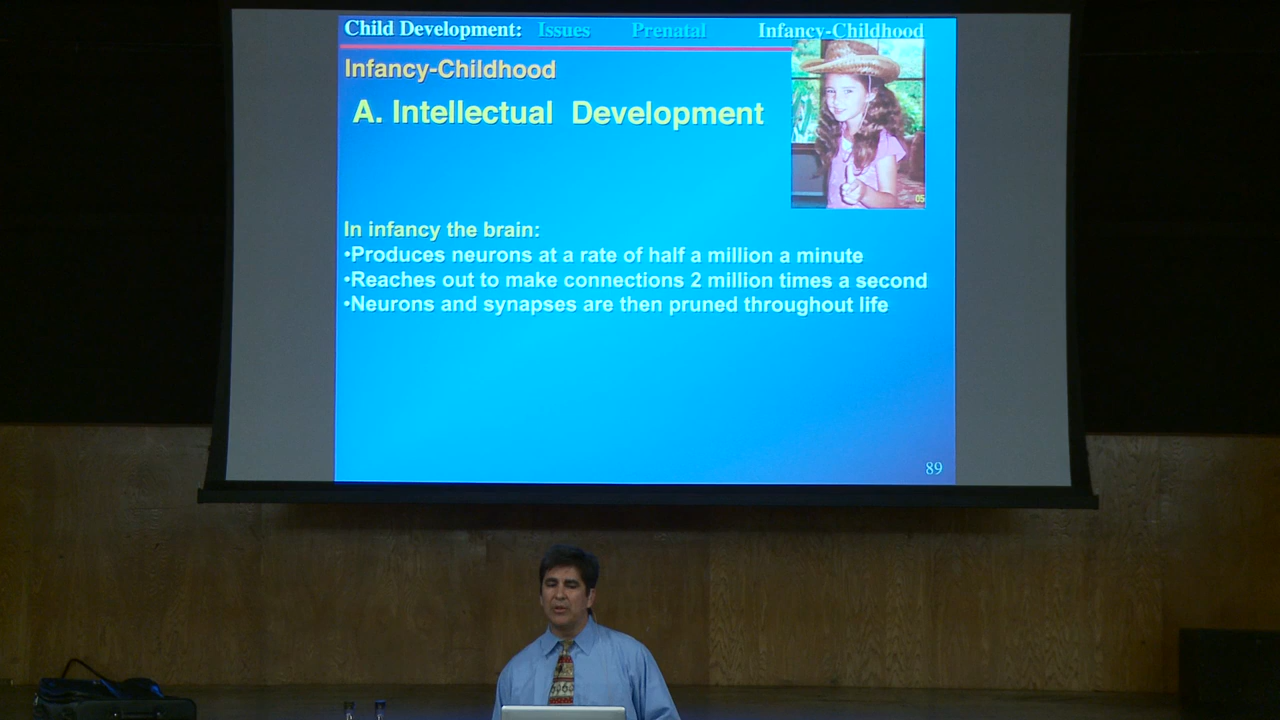 Child Development: Issues Prenatal Infancy-Childhood
Infancy-Childhood
A. Intellectual Development
05
In infancy the brain:
•Produces neurons at a rate of half a million a minute
•Reaches out to make connections 2 million times a second
•Neurons and synapses are then pruned throughout life
89